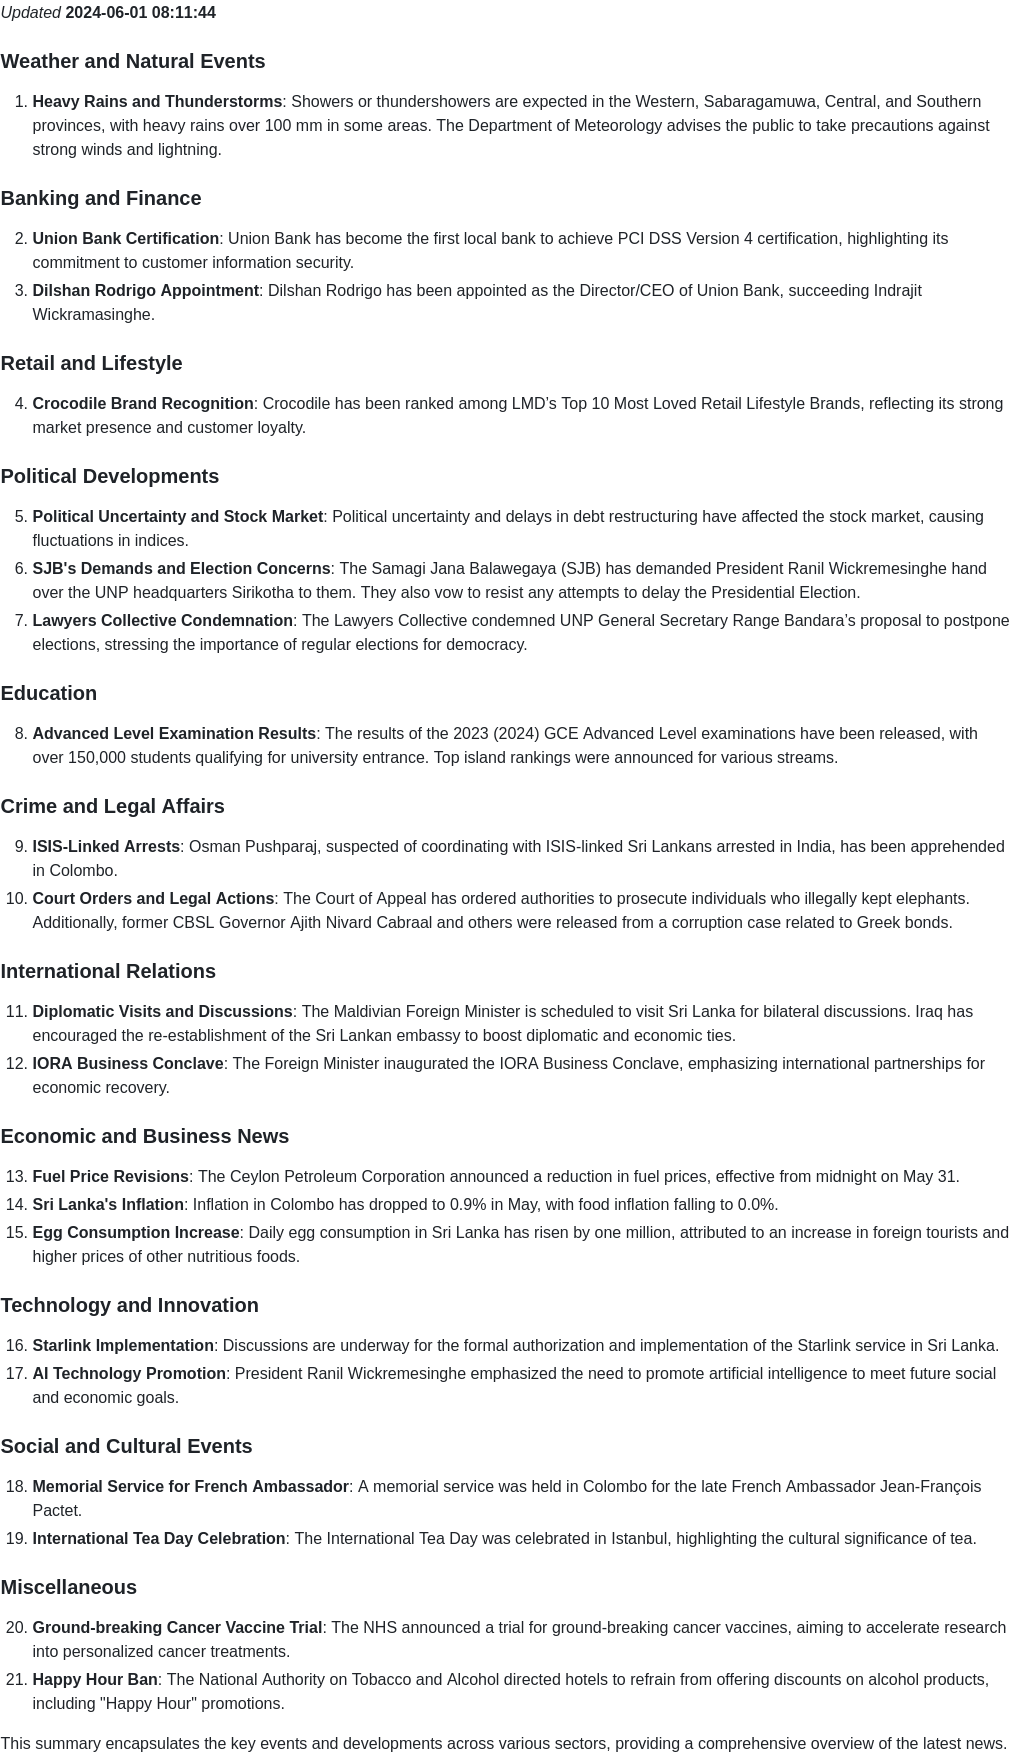 Updated 2024-06-01 08:11:44
Weather and Natural Events
1. Heavy Rains and Thunderstorms: Showers or thundershowers are expected in the Western, Sabaragamuwa, Central, and Southern
provinces, with heavy rains over 100 mm in some areas. The Department of Meteorology advises the public to take precautions against
strong winds and lightning.
Banking and Finance
2. Union Bank Certification: Union Bank has become the first local bank to achieve PCI DSS Version 4 certification, highlighting its
commitment to customer information security.
3. Dilshan Rodrigo Appointment: Dilshan Rodrigo has been appointed as the Director/CEO of Union Bank, succeeding Indrajit
Wickramasinghe.
Retail and Lifestyle
4. Crocodile Brand Recognition: Crocodile has been ranked among LMD’s Top 10 Most Loved Retail Lifestyle Brands, reflecting its strong
market presence and customer loyalty.
Political Developments
5. Political Uncertainty and Stock Market: Political uncertainty and delays in debt restructuring have affected the stock market, causing
fluctuations in indices.
6. SJB's Demands and Election Concerns: The Samagi Jana Balawegaya (SJB) has demanded President Ranil Wickremesinghe hand
over the UNP headquarters Sirikotha to them. They also vow to resist any attempts to delay the Presidential Election.
7. Lawyers Collective Condemnation: The Lawyers Collective condemned UNP General Secretary Range Bandara’s proposal to postpone
elections, stressing the importance of regular elections for democracy.
Education
8. Advanced Level Examination Results: The results of the 2023 (2024) GCE Advanced Level examinations have been released, with
over 150,000 students qualifying for university entrance. Top island rankings were announced for various streams.
Crime and Legal Affairs
9. ISIS-Linked Arrests: Osman Pushparaj, suspected of coordinating with ISIS-linked Sri Lankans arrested in India, has been apprehended
in Colombo.
10. Court Orders and Legal Actions: The Court of Appeal has ordered authorities to prosecute individuals who illegally kept elephants.
Additionally, former CBSL Governor Ajith Nivard Cabraal and others were released from a corruption case related to Greek bonds.
International Relations
11. Diplomatic Visits and Discussions: The Maldivian Foreign Minister is scheduled to visit Sri Lanka for bilateral discussions. Iraq has
encouraged the re-establishment of the Sri Lankan embassy to boost diplomatic and economic ties.
12. IORA Business Conclave: The Foreign Minister inaugurated the IORA Business Conclave, emphasizing international partnerships for
economic recovery.
Economic and Business News
13. Fuel Price Revisions: The Ceylon Petroleum Corporation announced a reduction in fuel prices, effective from midnight on May 31.
14. Sri Lanka's Inflation: Inflation in Colombo has dropped to 0.9% in May, with food inflation falling to 0.0%.
15. Egg Consumption Increase: Daily egg consumption in Sri Lanka has risen by one million, attributed to an increase in foreign tourists and
higher prices of other nutritious foods.
Technology and Innovation
16. Starlink Implementation: Discussions are underway for the formal authorization and implementation of the Starlink service in Sri Lanka.
17. AI Technology Promotion: President Ranil Wickremesinghe emphasized the need to promote artificial intelligence to meet future social
and economic goals.
Social and Cultural Events
18. Memorial Service for French Ambassador: A memorial service was held in Colombo for the late French Ambassador Jean-François
Pactet.
19. International Tea Day Celebration: The International Tea Day was celebrated in Istanbul, highlighting the cultural significance of tea.
Miscellaneous
20. Ground-breaking Cancer Vaccine Trial: The NHS announced a trial for ground-breaking cancer vaccines, aiming to accelerate research
into personalized cancer treatments.
21. Happy Hour Ban: The National Authority on Tobacco and Alcohol directed hotels to refrain from offering discounts on alcohol products,
including "Happy Hour" promotions.
This summary encapsulates the key events and developments across various sectors, providing a comprehensive overview of the latest news.